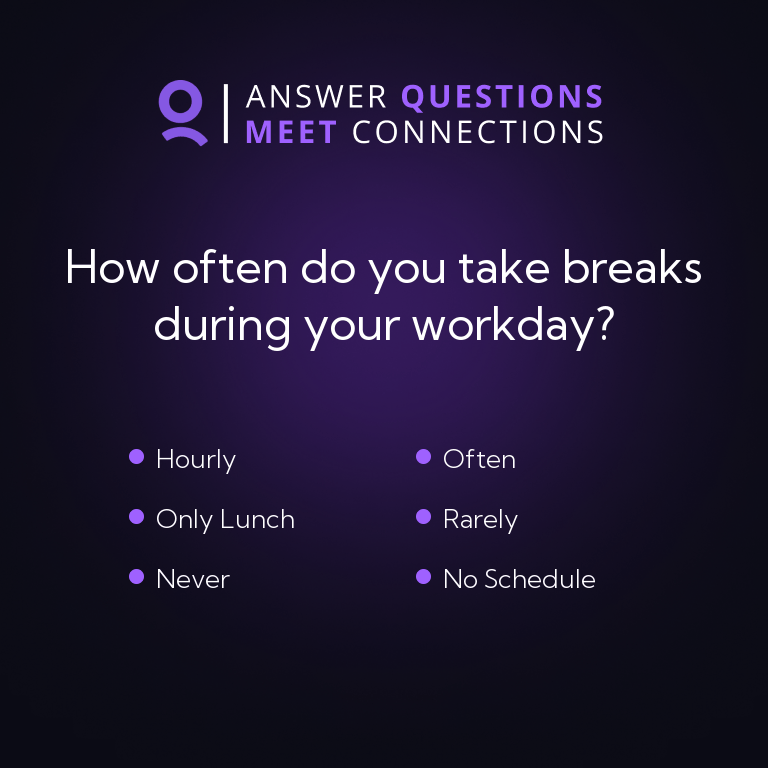 ANSWER QUESTIONS
MEET CONNECTIONS
How often do you take breaks
during your workday?
Hourly
Often
Only Lunch
Rarely
Never
No Schedule